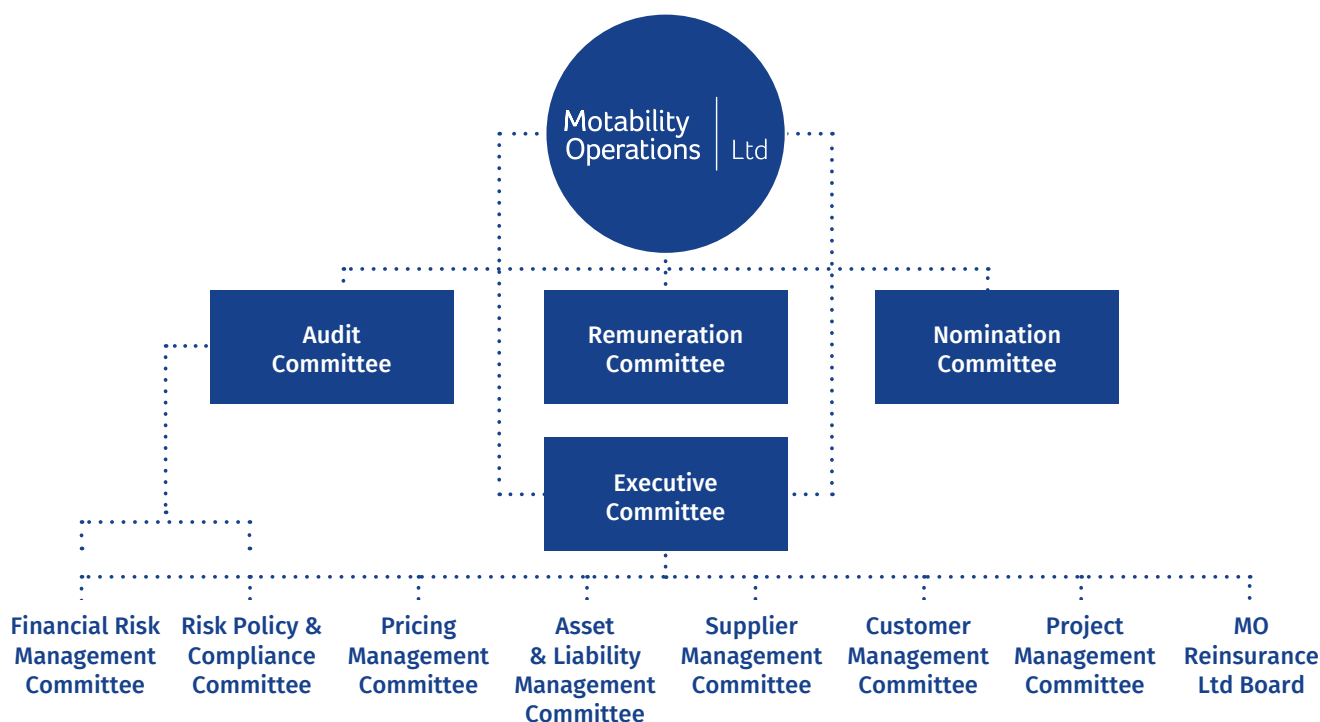 Motability
Operations
Ltd
Audit
Committee
Remuneration
Committee
Nomination
Committee
Executive
Committee
Financial Risk
Management
Committee
Risk Policy &
Compliance
Committee
Pricing
Management
Committee
Asset
& Liability
Management
Committee
Supplier
Management
Committee
Customer
Management
Committee
Project
Management
Committee
MO
Reinsurance
Ltd Board